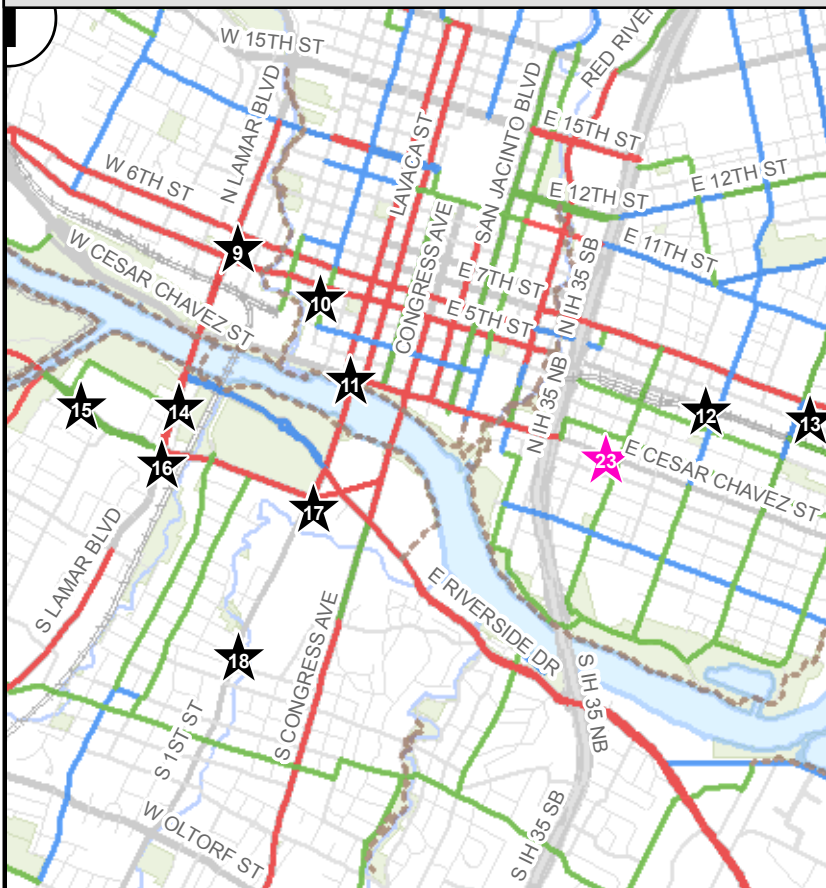 W 15TH ST
RED RIVER
N LAMAR BLVD
LAVACA ST
SAN JACINTO BLVD
E 15TH ST
W 6TH ST
E 12TH ST
E 12TH ST
CONGRESS AVE
E 11TH ST
9
W CESAR CHAVEZ ST
E 7TH ST
N IH 35 SB
10
E 5TH ST
11
N IH 35 NB
15
14
12
13
16
23
E CESAR CHAVEZ ST
17
S LAMAR BLVD
E RIVERSIDE DR
S CONGRESS AVE
18
S IH 35 NB
S 1ST ST
S IH 35 SB
W OLTORF ST